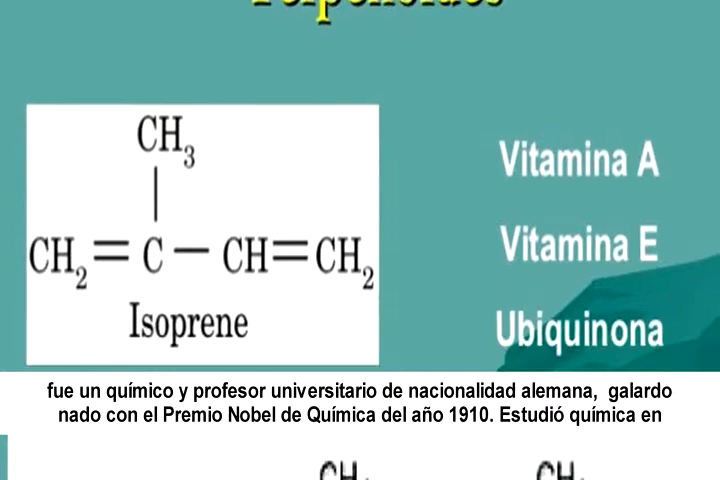 CH3
CH2=C-CH=CH2
Isoprene
Vitamina A
Vitamina E
Ubiquinona
fue un químico y profesor universitario de nacionalidad alemana, galardo
nado con el Premio Nobel de Química del año 1910. Estudió química en